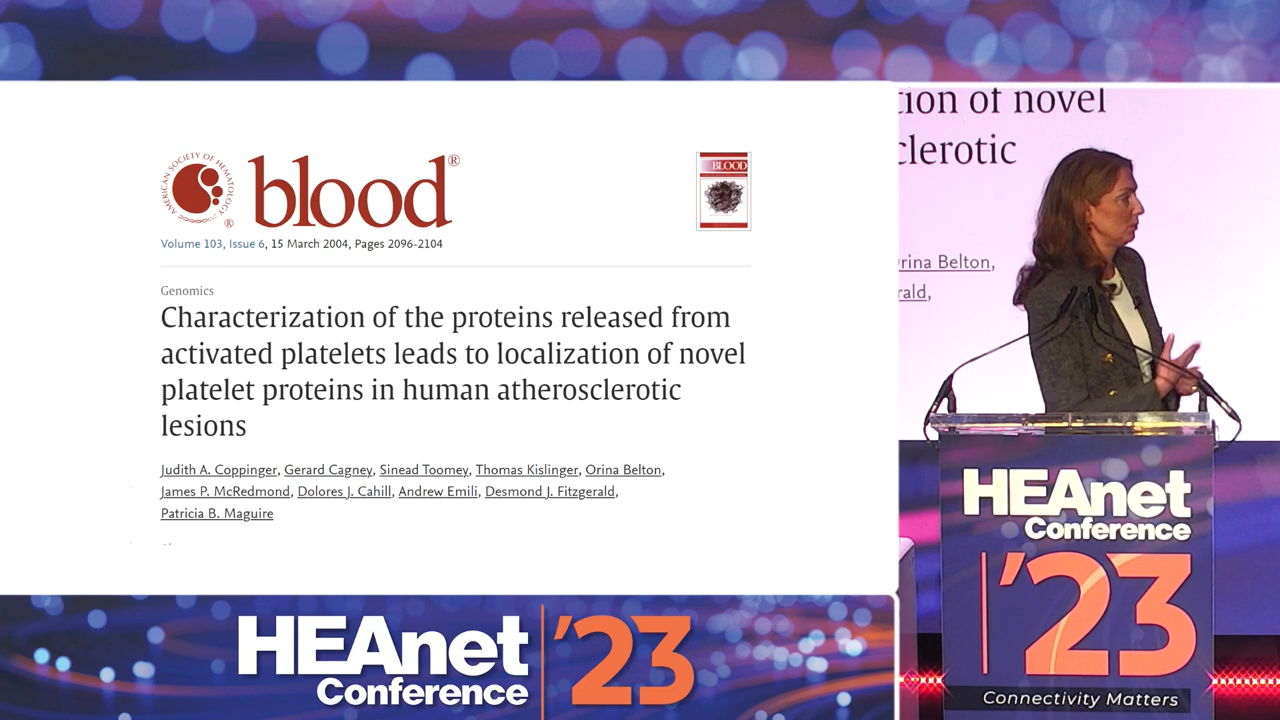 AMERICAN SOCIETY OF HEMATOLOGY
®
blood®
BLOOD
Volume 103, Issue 6, 15 March 2004, Pages 2096-2104
Genomics
Characterization of the proteins released from
activated platelets leads to localization of novel
platelet proteins in human atherosclerotic
lesions
Judith A. Coppinger, Gerard Cagney, Sinead Toomey, Thomas Kislinger, Orina Belton,
James P. McRedmond, Dolores J. Cahill, Andrew Emili, Desmond J. Fitzgerald,
Patricia B. Maguire
tion of novel
clerotic
Orina Belton,
rald,
HEAnet
Conference
'23
Connectivity Matters
HEAnet
Conference
'23